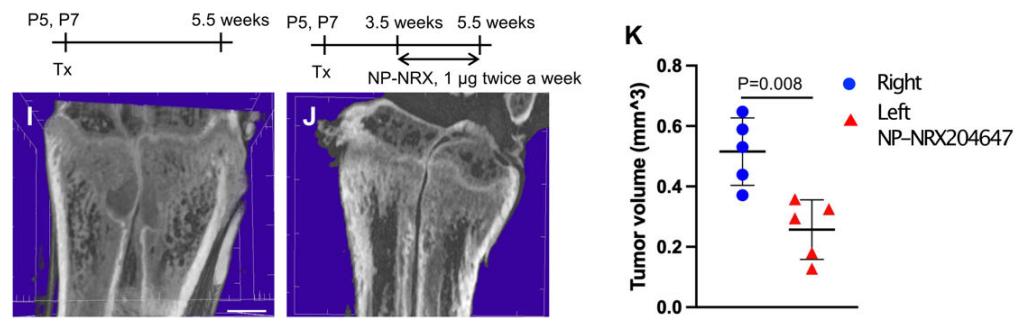 P5, P7
5.5 weeks
Tx
P5, P7
3.5 weeks
5.5 weeks
Tx
NP-NRX, 1 µg twice a week
I
J
K
Tumor volume (mm^3)
0.8
0.6
0.4
0.2
0.0
P=0.008
Right
Left
NP–NRX204647